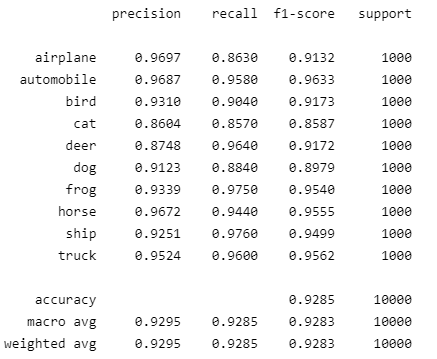 precision recall f1-score support
airplane 0.9697 0.8630 0.9132 1000
automobile 0.9687 0.9580 0.9633 1000
bird 0.9310 0.9040 0.9173 1000
cat 0.8604 0.8570 0.8587 1000
deer 0.8748 0.9640 0.9172 1000
dog 0.9123 0.8840 0.8979 1000
frog 0.9339 0.9750 0.9540 1000
horse 0.9672 0.9440 0.9555 1000
ship 0.9251 0.9760 0.9499 1000
truck 0.9524 0.9600 0.9562 1000
accuracy 0.9285 10000
macro avg 0.9295 0.9285 0.9283 10000
weighted avg 0.9295 0.9285 0.9283 10000